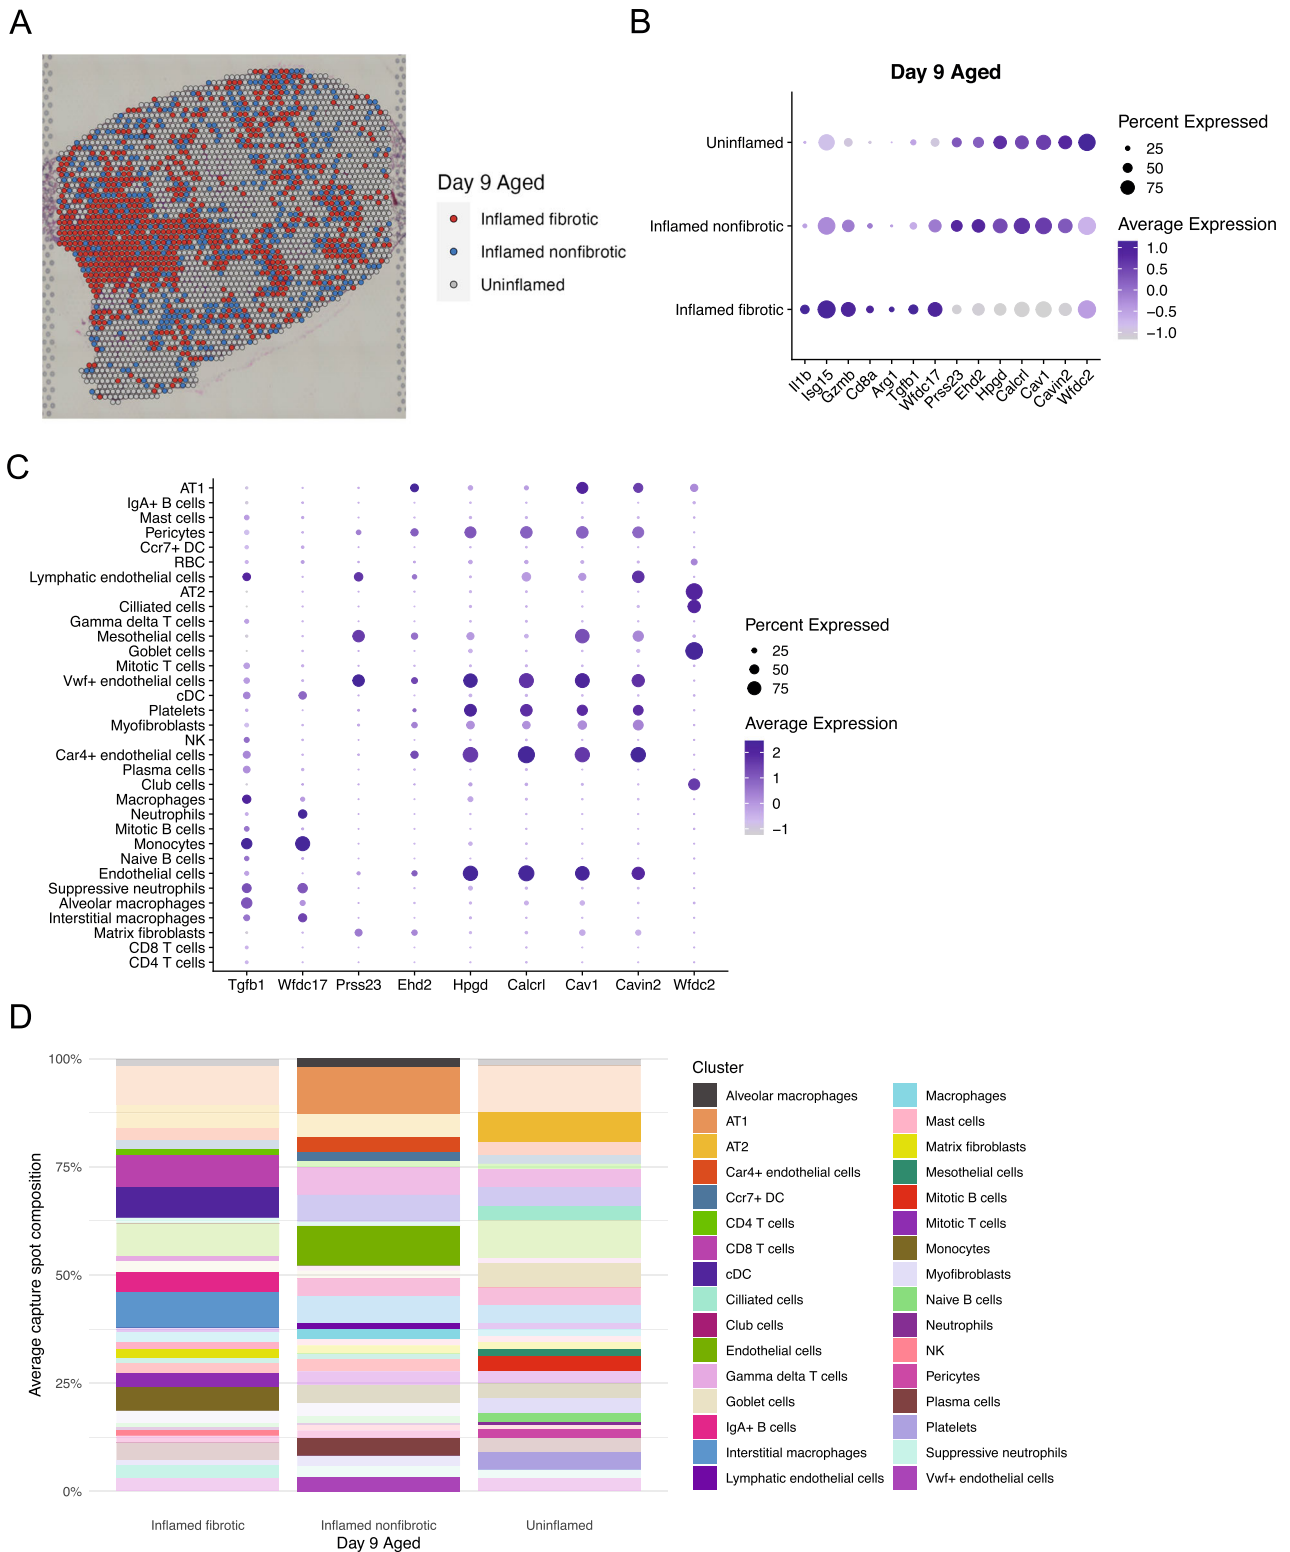 A
Day 9 Aged
Inflamed fibrotic
Inflamed nonfibrotic
Uninflamed
B
Day 9 Aged
Uninflamed
Inflamed nonfibrotic
Inflamed fibrotic
Il1b
Isg15
Gzmb
Cd8a
Arg1
Tgfb1
Wfdc17
Prss23
Ehd2
Hpgd
Calcrl
Cav1
Cavin2
Wfdc2
Percent Expressed
25
50
75
Average Expression
1.0
0.5
0.0
−0.5
−1.0
C
AT1
IgA+ B cells
Mast cells
Pericytes
Ccr7+ DC
RBC
Lymphatic endothelial cells
AT2
Cilliated cells
Gamma delta T cells
Mesothelial cells
Goblet cells
Mitotic T cells
Vwf+ endothelial cells
cDC
Platelets
Myofibroblasts
NK
Car4+ endothelial cells
Plasma cells
Club cells
Macrophages
Neutrophils
Mitotic B cells
Monocytes
Naive B cells
Endothelial cells
Suppressive neutrophils
Alveolar macrophages
Interstitial macrophages
Matrix fibroblasts
CD8 T cells
CD4 T cells
Tgfb1 Wfdc17 Prss23 Ehd2 Hpgd Calcrl Cav1 Cavin2 Wfdc2
Percent Expressed
25
50
75
Average Expression
2
1
0
−1
D
Average capture spot composition
100%
75%
50%
25%
0%
Inflamed fibrotic Inflamed nonfibrotic Uninflamed
Day 9 Aged
Cluster
Alveolar macrophages
AT1
AT2
Car4+ endothelial cells
Ccr7+ DC
CD4 T cells
CD8 T cells
cDC
Cilliated cells
Club cells
Endothelial cells
Gamma delta T cells
Goblet cells
IgA+ B cells
Interstitial macrophages
Lymphatic endothelial cells
Macrophages
Mast cells
Matrix fibroblasts
Mesothelial cells
Mitotic B cells
Mitotic T cells
Monocytes
Myofibroblasts
Naive B cells
Neutrophils
NK
Pericytes
Plasma cells
Platelets
Suppressive neutrophils
Vwf+ endothelial cells